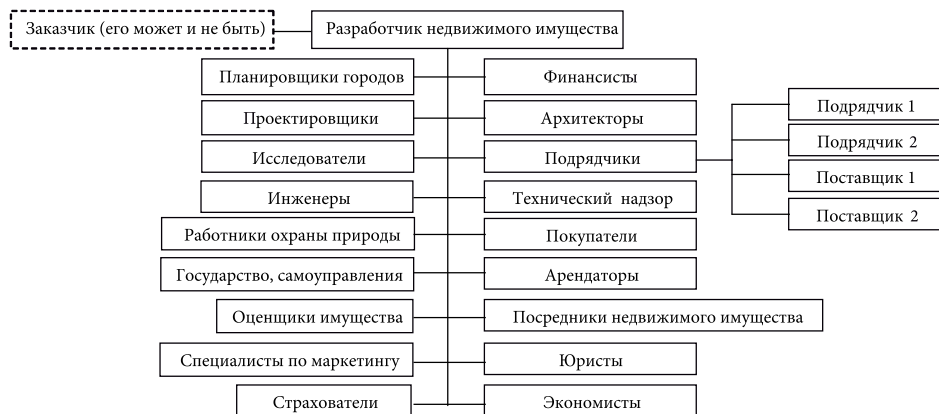 Заказчик (его может и не быть)
Разработчик недвижимого имущества
Планировщики городов
Финансисты
Проектировщики
Архитекторы
Исследователи
Подрядчики
Инженеры
Технический надзор
Работники охраны природы
Покупатели
Государство, самоуправления
Арендаторы
Оценщики имущества
Посредники недвижимого имущества
Специалисты по маркетингу
Юристы
Страхователи
Экономисты
Подрядчик 1
Подрядчик 2
Поставщик 1
Поставщик 2